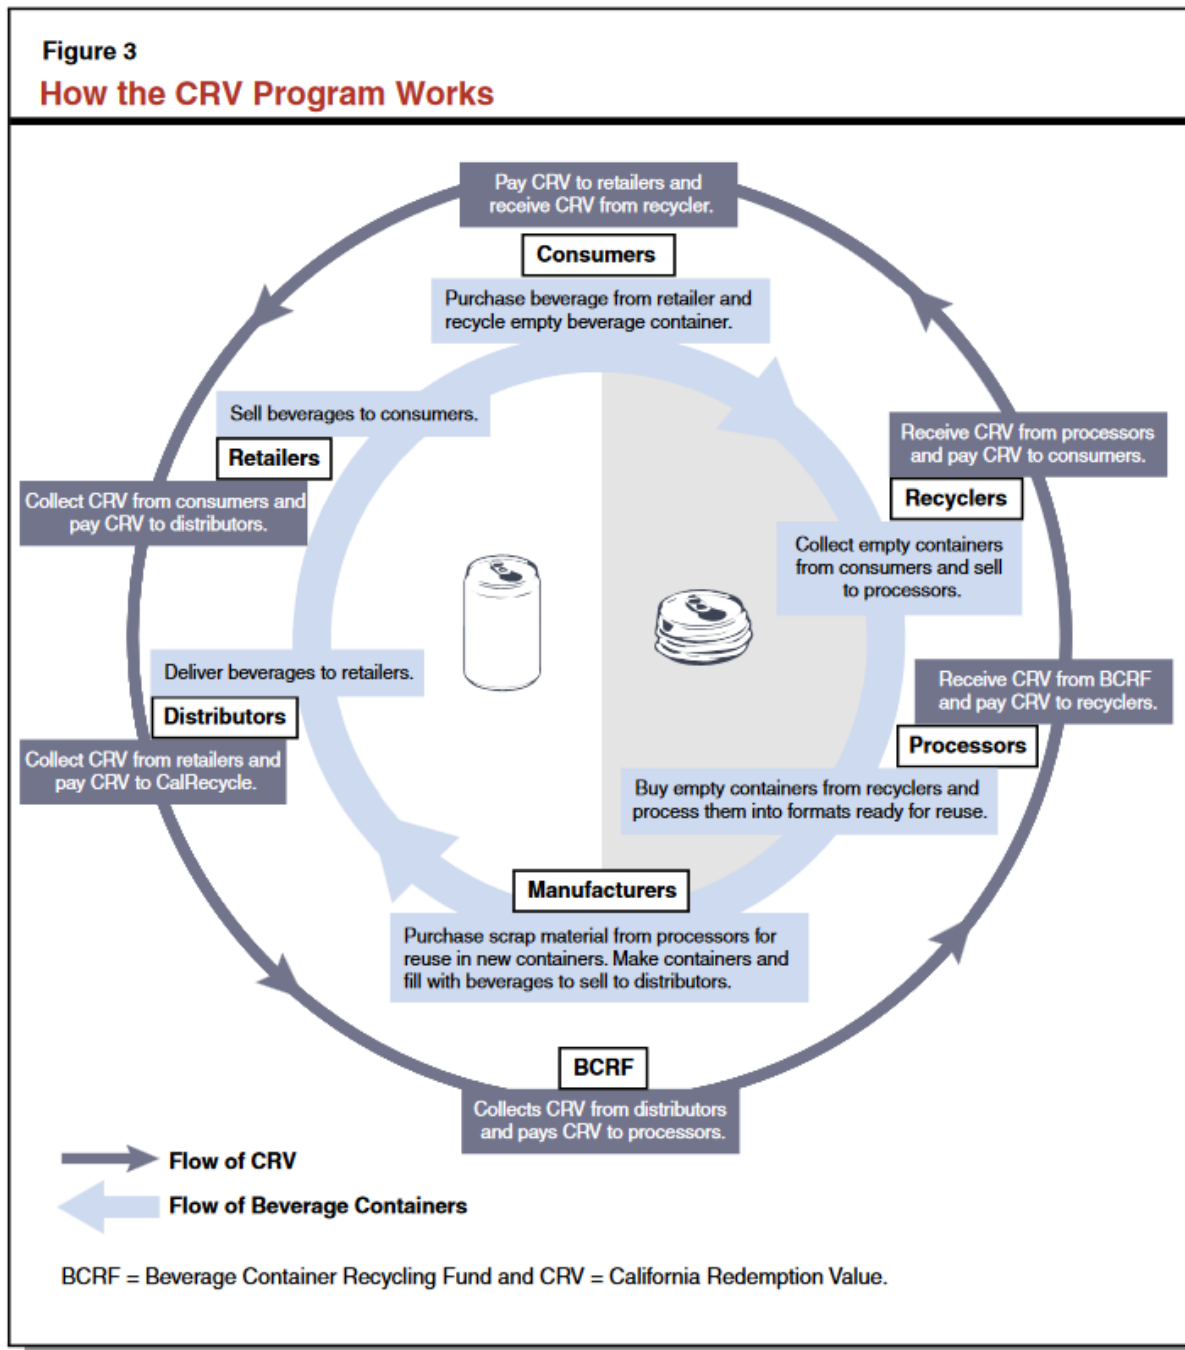 Figure 3
How the CRV Program Works
Pay CRV to retailers and
receive CRV from recycler.
Consumers
Purchase beverage from retailer and
recycle empty beverage container.
Sell beverages to consumers.
Retailers
Collect CRV from consumers and
pay CRV to distributors.
Receive CRV from processors
and pay CRV to consumers.
Recyclers
Collect empty containers
from consumers and sell
to processors.
Deliver beverages to retailers.
Distributors
Collect CRV from retailers and
pay CRV to CalRecycle.
Receive CRV from BCRF
and pay CRV to recyclers.
Processors
Buy empty containers from recyclers and
process them into formats ready for reuse.
Manufacturers
Purchase scrap material from processors for
reuse in new containers. Make containers and
fill with beverages to sell to distributors.
BCRF
Collects CRV from distributors
and pays CRV to processors.
Flow of CRV
Flow of Beverage Containers
BCRF = Beverage Container Recycling Fund and CRV = California Redemption Value.